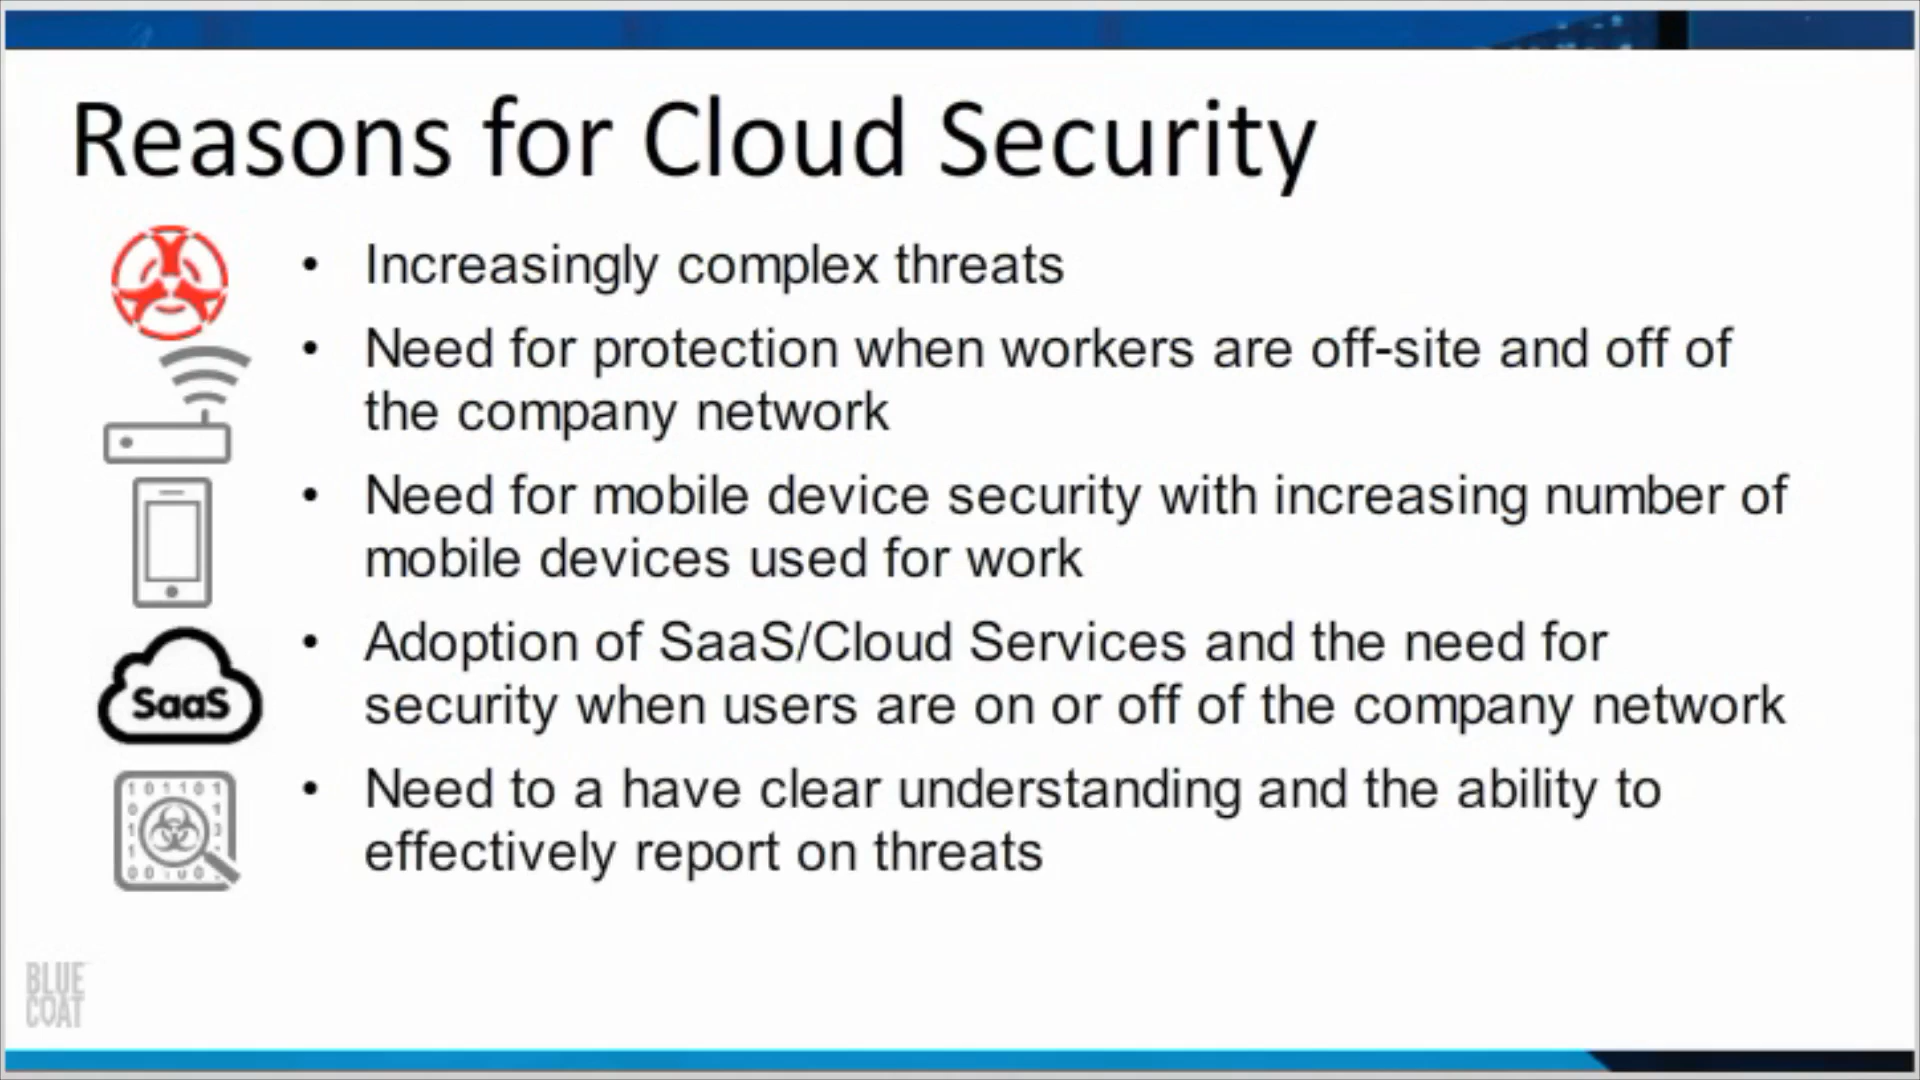 Reasons for Cloud Security
• Increasingly complex threats
• Need for protection when workers are off-site and off of
the company network
• Need for mobile device security with increasing number of
mobile devices used for work
SaaS
• Adoption of SaaS/Cloud Services and the need for
security when users are on or off of the company network
101101
• Need to a have clear understanding and the ability to
effectively report on threats
BLUE
COAT